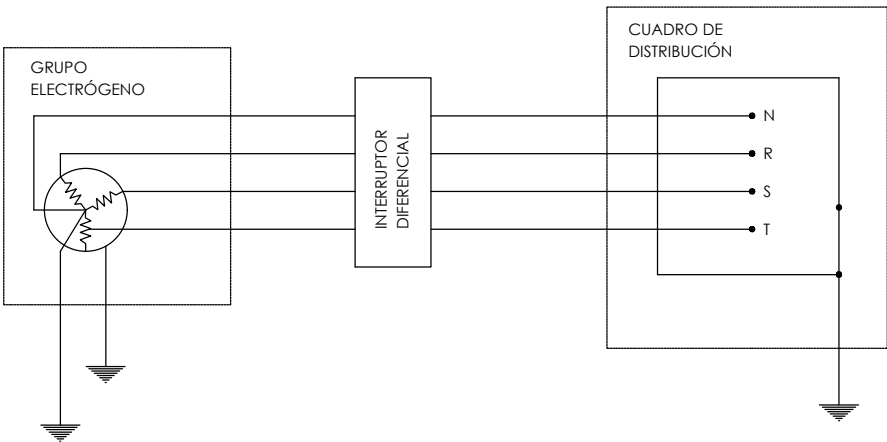 GRUPO
ELECTRÓGENO
INTERRUPTOR
DIFERENCIAL
CUADRO DE
DISTRIBUCIÓN
N
R
S
T